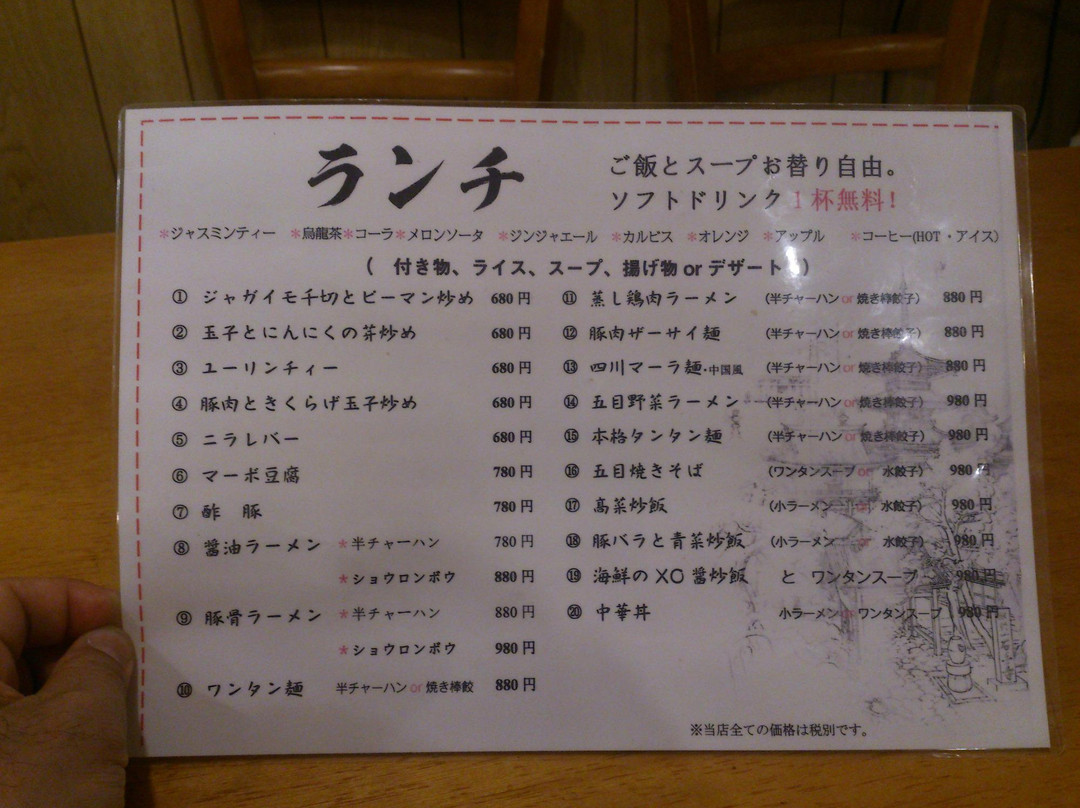 ランチ
ご飯とスープお替り自由。
ソフトドリンク1杯無料!
*ジャスミンティー *烏龍茶*コーラ*メロンソータ *ジンジャエール *カルピス *オレンジ *アップル *コーヒー(HOT・アイス)
( 付き物、ライス、スープ、揚げ物 or デザート )
① ジャガイモ千切とピーマン炒め 680円
② 玉子とにんにくの芽炒め 680円
③ ユーリンチィー 680円
④ 豚肉ときくらげ玉子炒め 680円
⑤ ニラレバー 680円
⑥ マーボ豆腐 780円
⑦ 酢 豚 780円
⑧ 醤油ラーメン *半チャーハン 780円
*ショウロンボウ 880円
⑨ 豚骨ラーメン *半チャーハン 880円
*ショウロンボウ 980円
⑩ ワンタン麺 半チャーハン or 焼き棒餃 880円
⑪ 蒸し鶏肉ラーメン (半チャーハン or 焼き棒餃子) 880円
⑫ 豚肉ザーサイ麺 (半チャーハン or 焼き棒餃子) 880円
⑬ 四川マーラ麺・中国風 (半チャーハン or 焼き棒餃子) 880円
⑭ 五目野菜ラーメン (半チャーハン or 焼き棒餃子) 980円
⑮ 本格タンタン麺 (半チャーハン or 焼き棒餃子) 980円
⑯ 五目焼きそば (ワンタンスープ or 水餃子) 980円
⑰ 高菜炒飯 (小ラーメン or 水餃子) 980円
⑱ 豚バラと青菜炒飯 (小ラーメン or 水餃子) 980円
⑲ 海鮮のXO醬炒飯 と ワンタンスープ 980円
⑳ 中華丼 小ラーメン or ワンタンスープ 980円
※当店全ての価格は税別です。